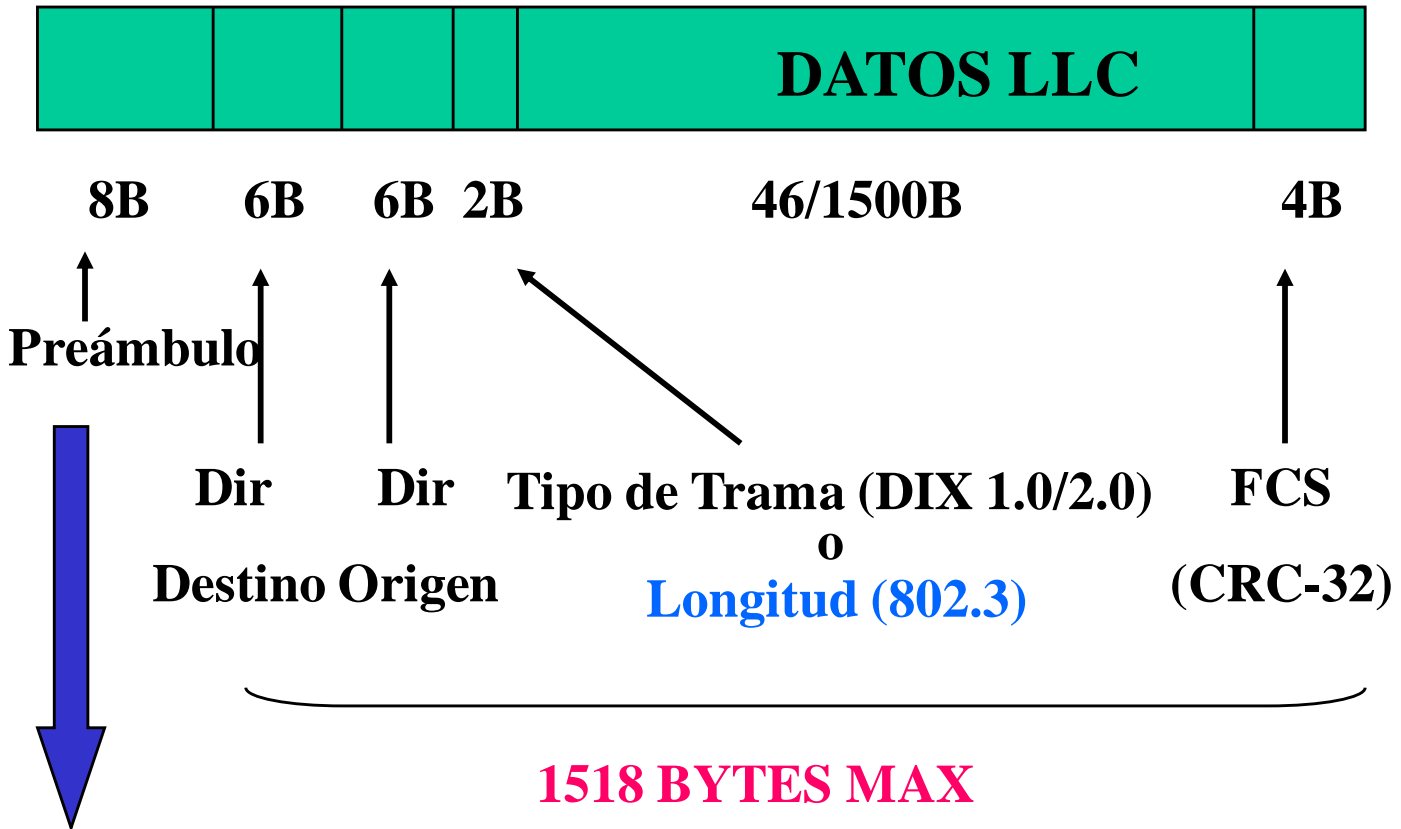 DATOS LLC
8B 6B 6B 2B 46/1500B 4B
Preámbulo
Dir Dir Tipo de Trama (DIX 1.0/2.0) FCS
o
Destino Origen Longitud (802.3) (CRC-32)
1518 BYTES MAX